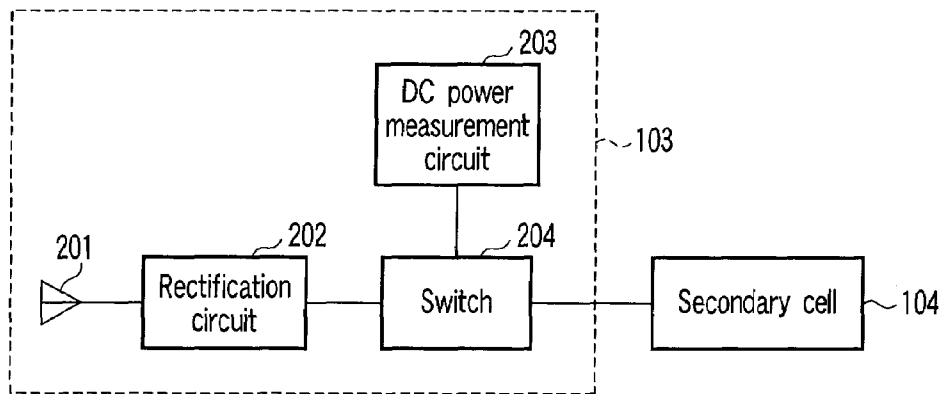 203
DC power
measurement
circuit
103
201
202
204
Rectification
circuit
Switch
Secondary cell
104